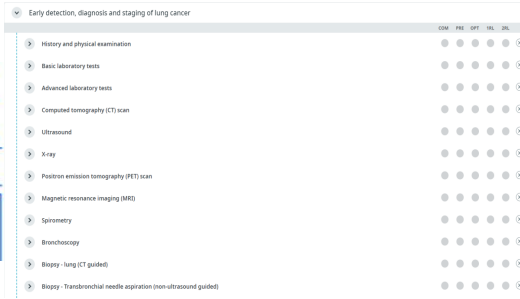 Early detection, diagnosis and staging of lung cancer
COM PRE OPT 1RL 2RL
History and physical examination
Basic laboratory tests
Advanced laboratory tests
Computed tomography (CT) scan
Ultrasound
X-ray
Positron emission tomography (PET) scan
Magnetic resonance imaging (MRI)
Spirometry
Bronchoscopy
Biopsy - lung (CT guided)
Biopsy - Transbronchial needle aspiration (non-ultrasound guided)